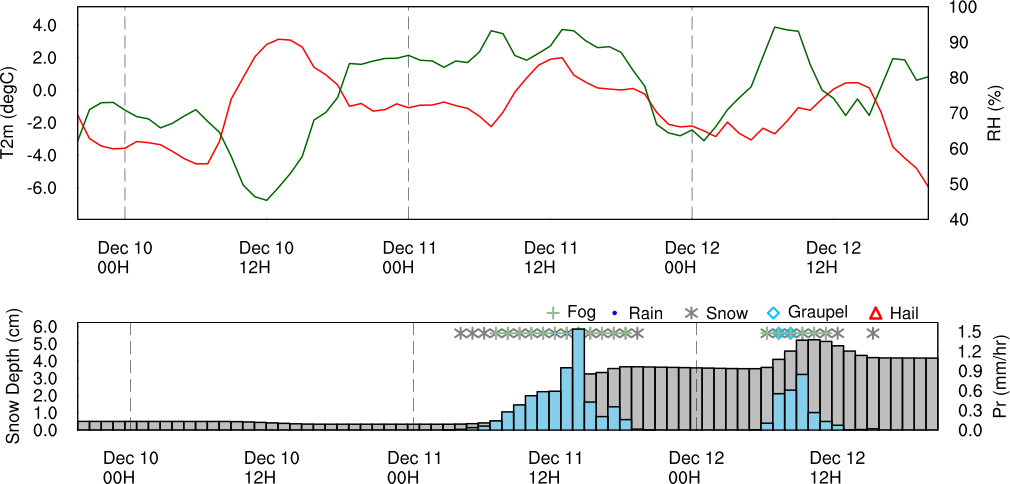 100
4.0
90
2.0
80
0.0
70
-2.0
60
-4.0
50
-6.0
40
T2m (degC)
RH (%)
Dec 10 00H
Dec 10 12H
Dec 11 00H
Dec 11 12H
Dec 12 00H
Dec 12 12H
Fog Rain Snow Graupel Hail
6.0
1.5
5.0
1.2
4.0
0.9
3.0
0.6
2.0
0.3
1.0
0.0
0.0
Snow Depth (cm)
Pr (mm/hr)
Dec 10 00H
Dec 10 12H
Dec 11 00H
Dec 11 12H
Dec 12 00H
Dec 12 12H